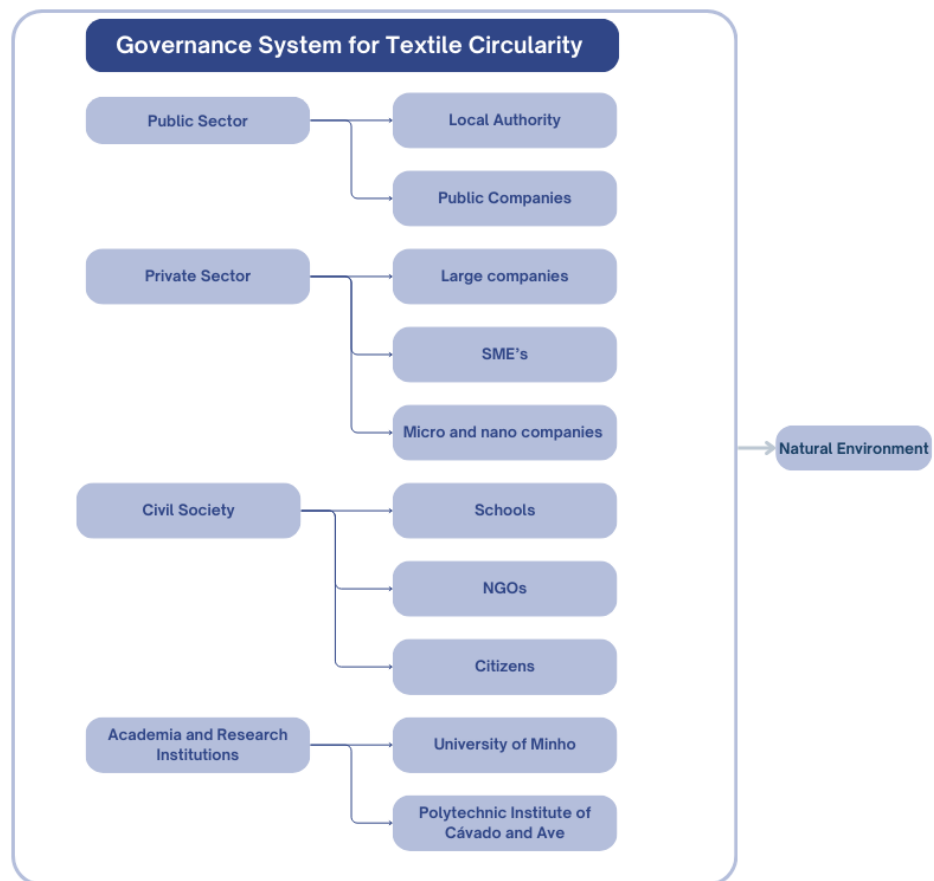 Governance System for Textile Circularity
Public Sector
Local Authority
Public Companies
Private Sector
Large companies
SME's
Micro and nano companies
Natural Environment
Civil Society
Schools
NGOs
Citizens
Academia and Research
Institutions
University of Minho
Polytechnic Institute of
Cávado and Ave